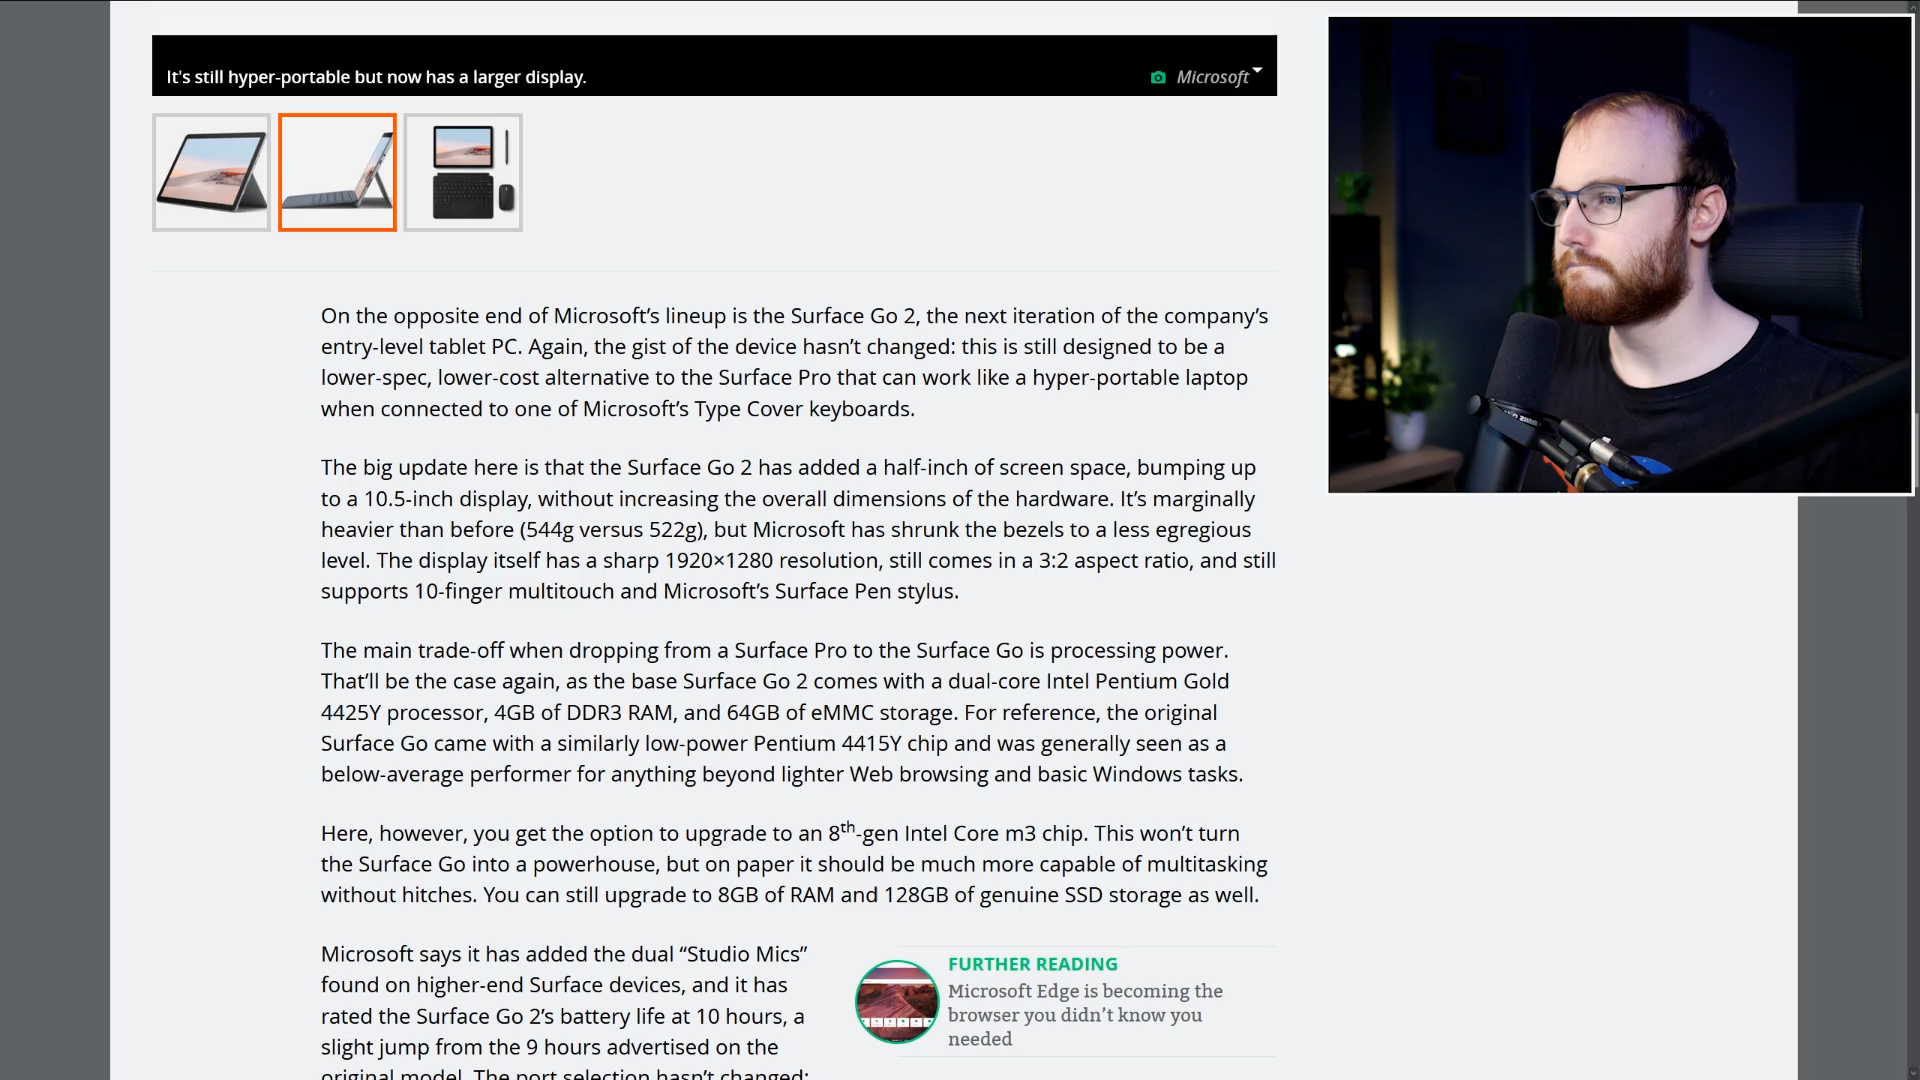 It's still hyper-portable but now has a larger display.
Microsoft
On the opposite end of Microsoft’s lineup is the Surface Go 2, the next iteration of the company’s
entry-level tablet PC. Again, the gist of the device hasn’t changed: this is still designed to be a
lower-spec, lower-cost alternative to the Surface Pro that can work like a hyper-portable laptop
when connected to one of Microsoft’s Type Cover keyboards.
The big update here is that the Surface Go 2 has added a half-inch of screen space, bumping up
to a 10.5-inch display, without increasing the overall dimensions of the hardware. It’s marginally
heavier than before (544g versus 522g), but Microsoft has shrunk the bezels to a less egregious
level. The display itself has a sharp 1920×1280 resolution, still comes in a 3:2 aspect ratio, and still
supports 10-finger multitouch and Microsoft’s Surface Pen stylus.
The main trade-off when dropping from a Surface Pro to the Surface Go is processing power.
That’ll be the case again, as the base Surface Go 2 comes with a dual-core Intel Pentium Gold
4425Y processor, 4GB of DDR3 RAM, and 64GB of eMMC storage. For reference, the original
Surface Go came with a similarly low-power Pentium 4415Y chip and was generally seen as a
below-average performer for anything beyond lighter Web browsing and basic Windows tasks.
Here, however, you get the option to upgrade to an 8th-gen Intel Core m3 chip. This won’t turn
the Surface Go into a powerhouse, but on paper it should be much more capable of multitasking
without hitches. You can still upgrade to 8GB of RAM and 128GB of genuine SSD storage as well.
Microsoft says it has added the dual “Studio Mics”
found on higher-end Surface devices, and it has
rated the Surface Go 2’s battery life at 10 hours, a
slight jump from the 9 hours advertised on the
original model. The port selection hasn’t changed:
FURTHER READING
Microsoft Edge is becoming the
browser you didn’t know you
needed